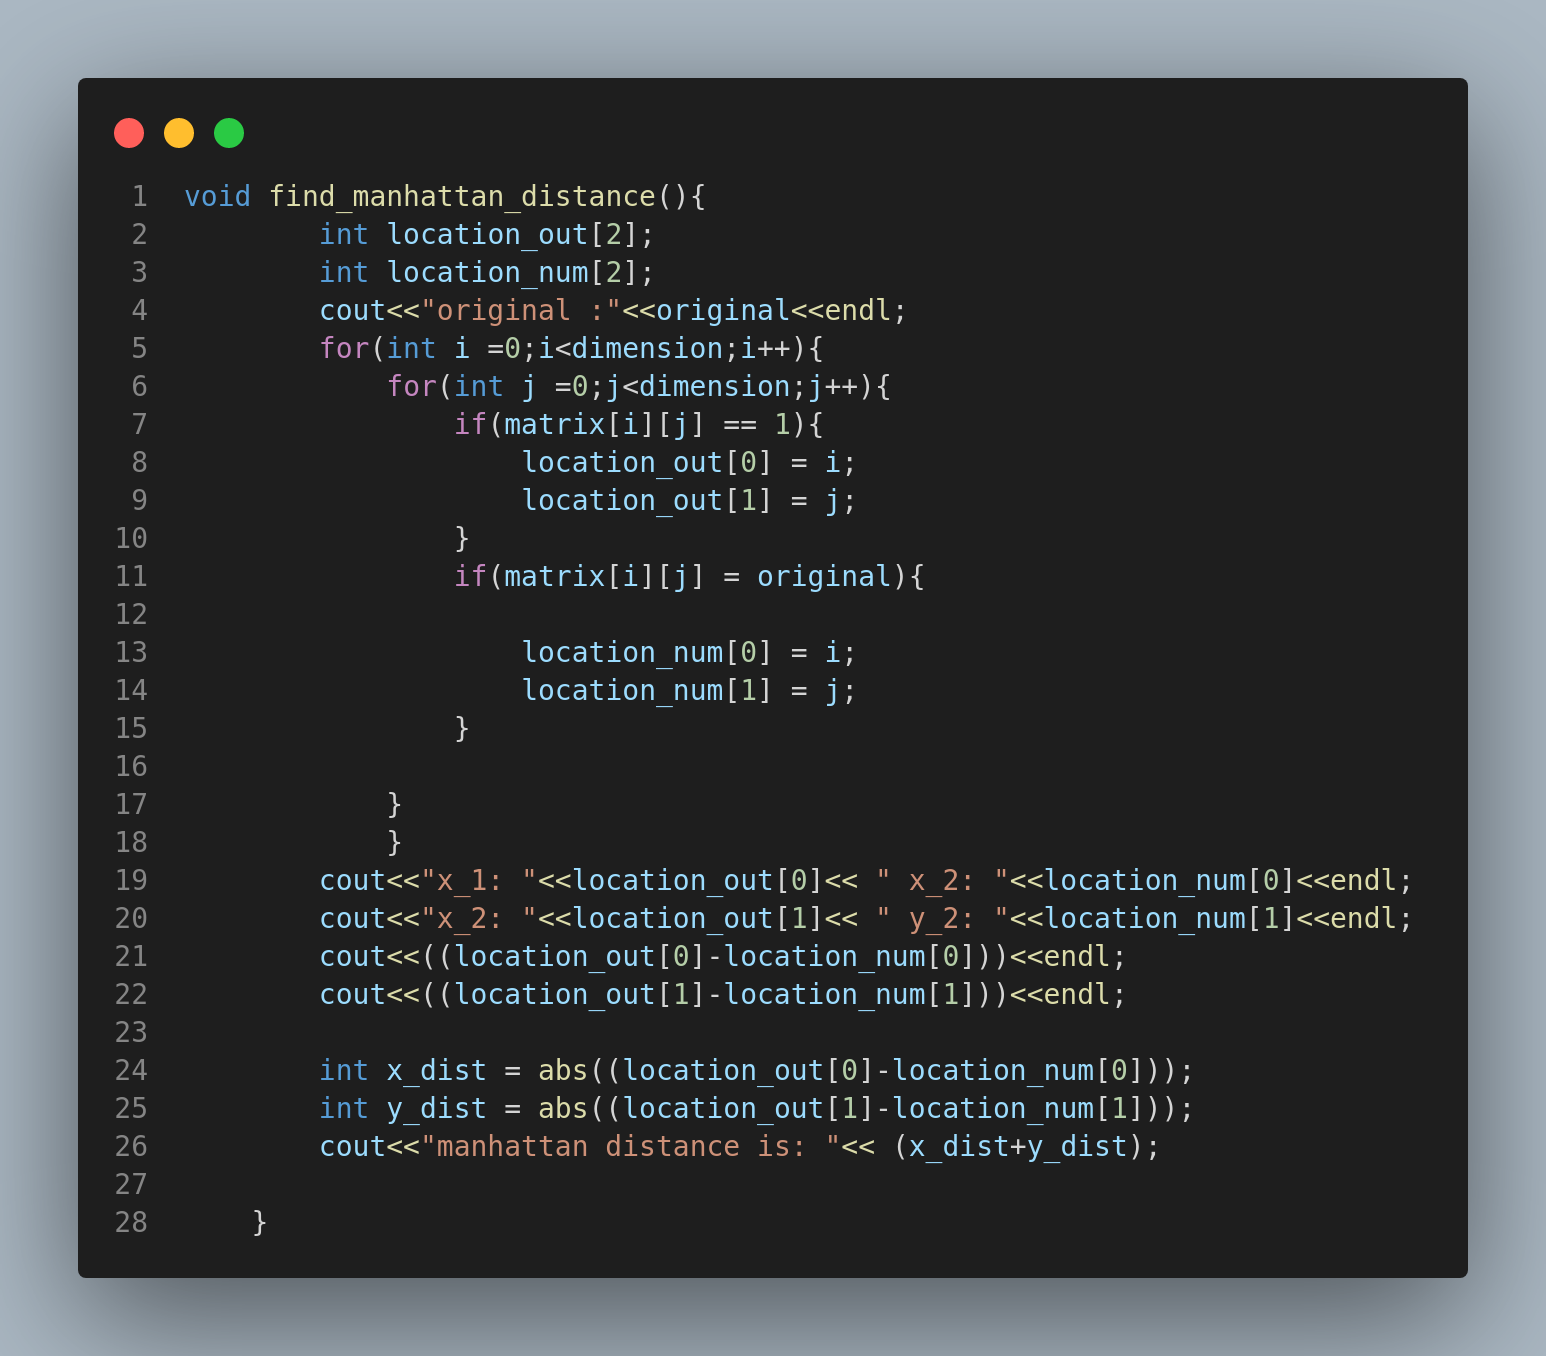 1 void find_manhattan_distance(){
2         int location_out[2];
3         int location_num[2];
4         cout<<"original :"<<original<<endl;
5         for(int i =0;i<dimension;i++){
6             for(int j =0;j<dimension;j++){
7                 if(matrix[i][j] == 1){
8                     location_out[0] = i;
9                     location_out[1] = j;
10                 }
11                 if(matrix[i][j] = original){
12
13                     location_num[0] = i;
14                     location_num[1] = j;
15                 }
16
17             }
18             }
19         cout<<"x_1: "<<location_out[0]<< " x_2: "<<location_num[0]<<endl;
20         cout<<"x_2: "<<location_out[1]<< " y_2: "<<location_num[1]<<endl;
21         cout<<((location_out[0]-location_num[0]))<<endl;
22         cout<<((location_out[1]-location_num[1]))<<endl;
23
24         int x_dist = abs((location_out[0]-location_num[0]));
25         int y_dist = abs((location_out[1]-location_num[1]));
26         cout<<"manhattan distance is: "<< (x_dist+y_dist);
27
28     }